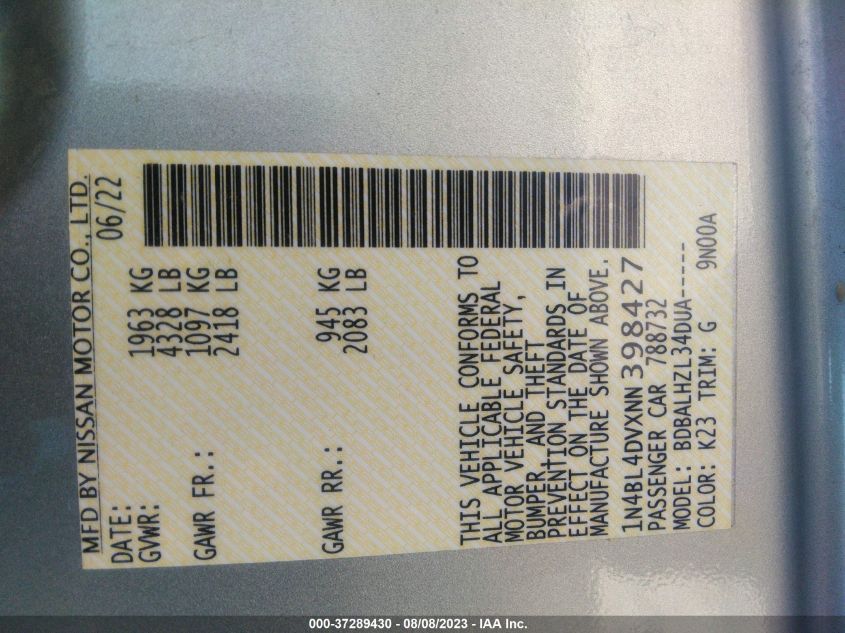 MFD BY NISSAN MOTOR CO., LTD.
DATE: 06/22
GVWR: 1963 KG
4328 LB
GAWR FR.: 1097 KG
2418 LB
GAWR RR.: 945 KG
2083 LB
THIS VEHICLE CONFORMS TO
ALL APPLICABLE FEDERAL
MOTOR VEHICLE SAFETY,
BUMPER, AND THEFT
PREVENTION STANDARDS IN
EFFECT ON THE DATE OF
MANUFACTURE SHOWN ABOVE.
1N4BL4DVXNN398427
PASSENGER CAR 788732
MODEL: BDBALHZL34DUA-----
COLOR: K23 TRIM: G 9N00A
000-37289430 - 08/08/2023 - IAA Inc.